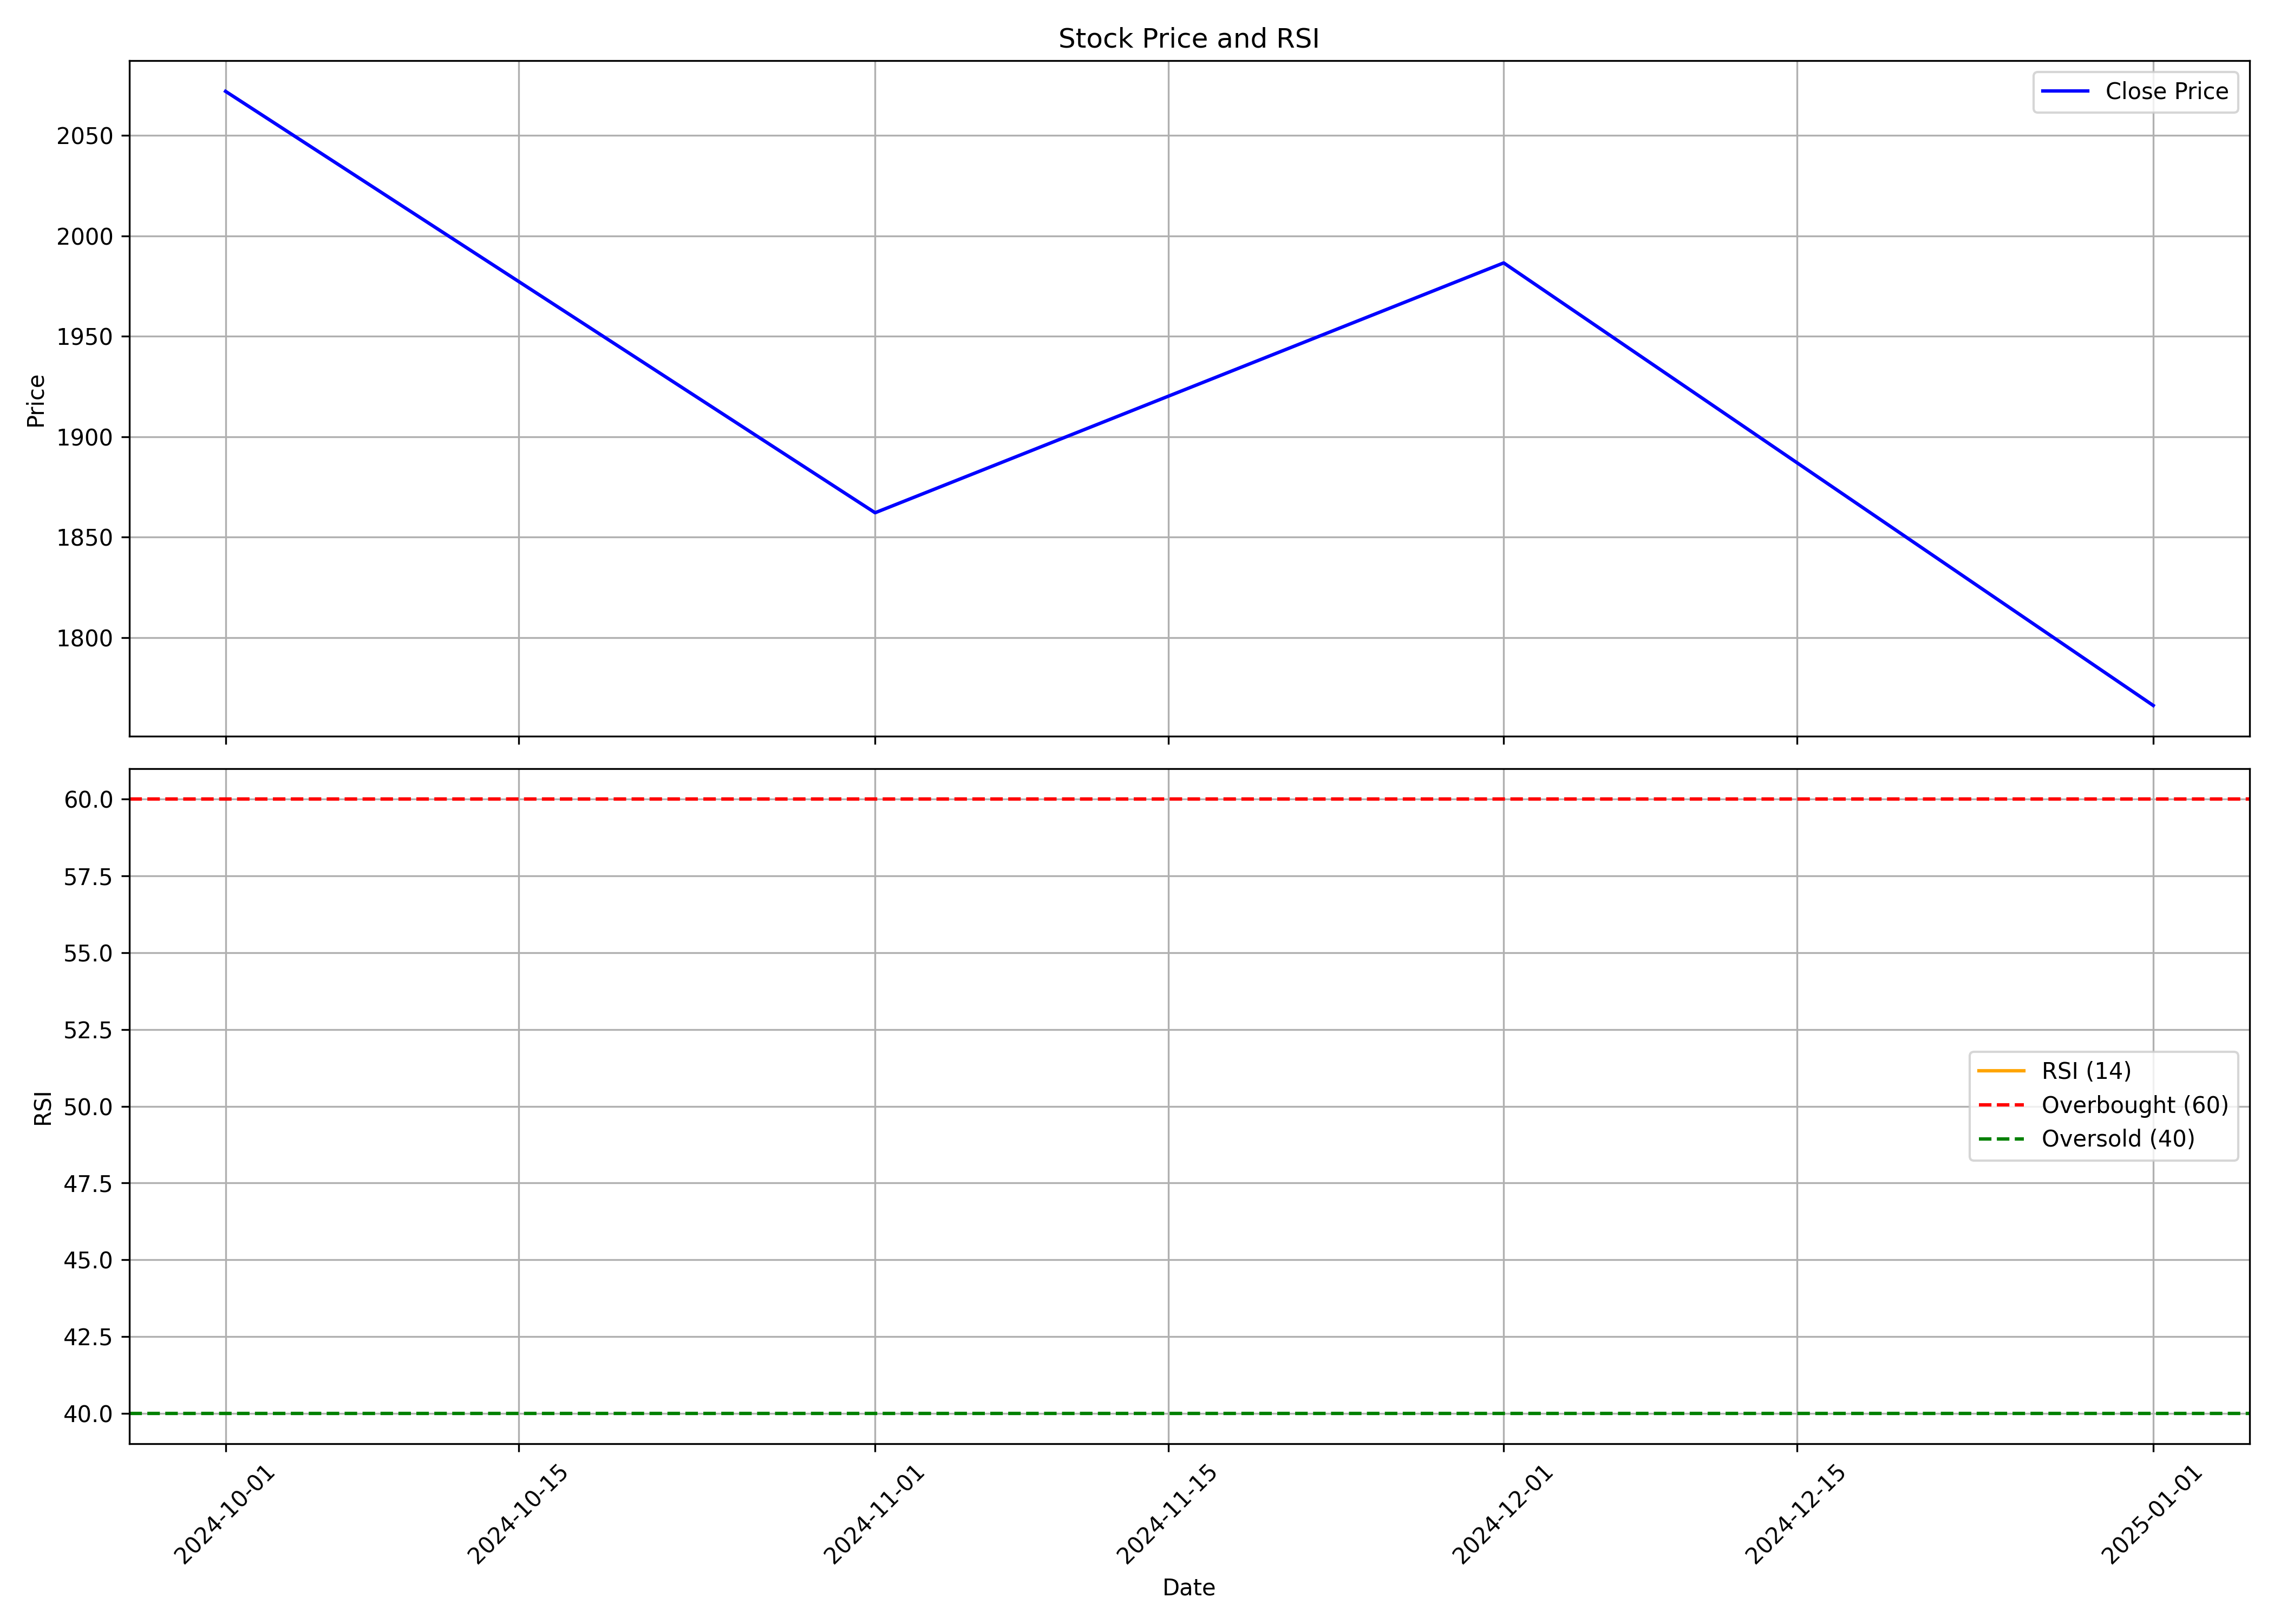 Stock Price and RSI
Close Price
Price
2050
2000
1950
1900
1850
1800
RSI
60.0
57.5
55.0
52.5
50.0
47.5
45.0
42.5
40.0
RSI (14)
Overbought (60)
Oversold (40)
2024-10-01
2024-10-15
2024-11-01
2024-11-15
2024-12-01
2024-12-15
2025-01-01
Date